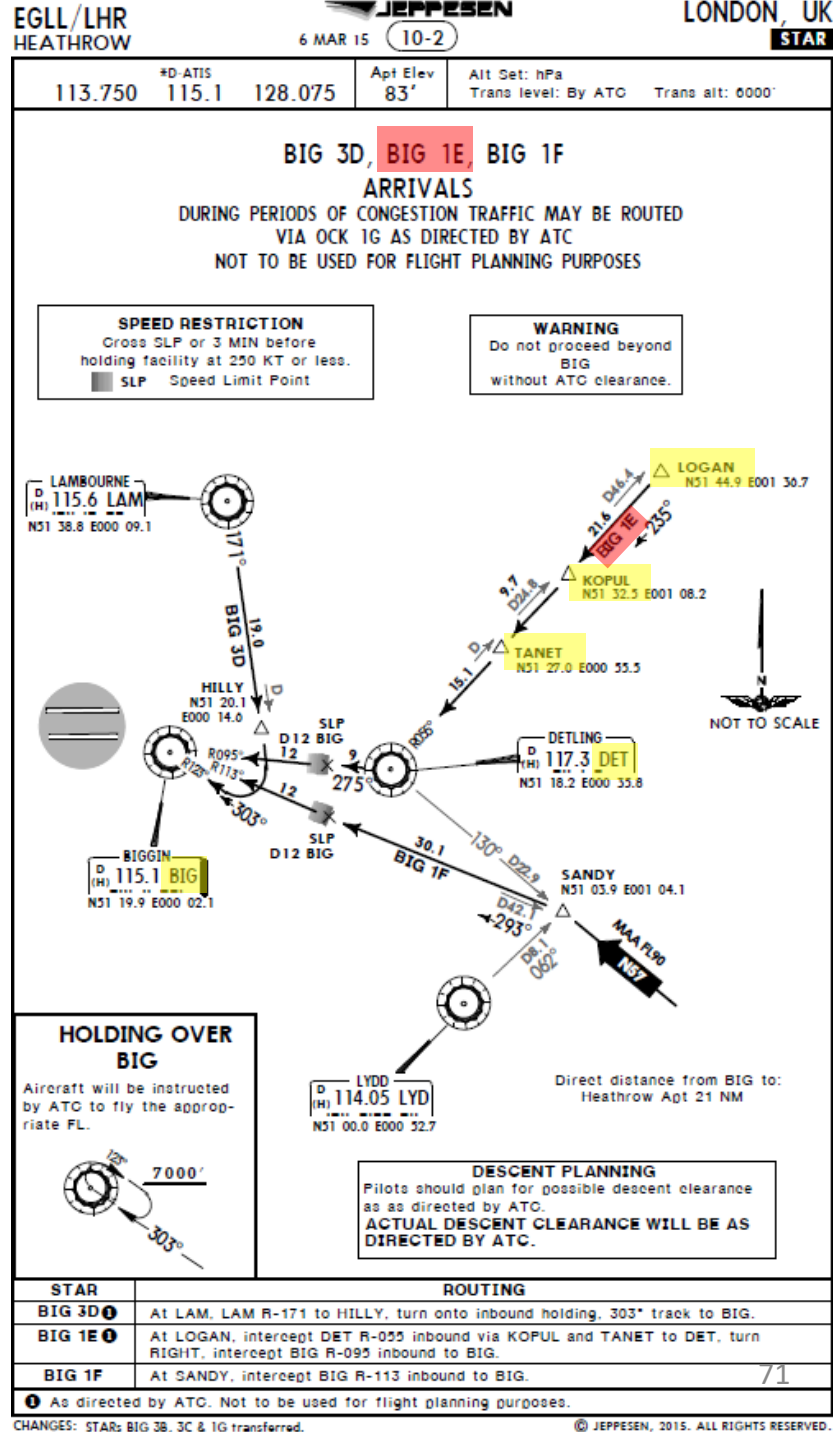 EGLL/LHR
HEATHROW
JEPPESEN
6 MAR 15
10-2
LONDON, UK
STAR
*D-ATIS
113.750 115.1 128.075
Apt Elev
83'
Alt Set: hPa
Trans level: By ATC Trans alt: 6000'
BIG 3D, BIG 1E, BIG 1F
ARRIVALS
DURING PERIODS OF CONGESTION TRAFFIC MAY BE ROUTED
VIA OCK 1G AS DIRECTED BY ATC
NOT TO BE USED FOR FLIGHT PLANNING PURPOSES
SPEED RESTRICTION
Cross SLP or 3 MIN before
holding facility at 250 KT or less.
SLP Speed Limit Point
WARNING
Do not proceed beyond
BIG
without ATC clearance.
LAMBOURNE
D
(H) 115.6 LAM
N51 38.8 E000 09.1
171°
BIG 3D
19.0
LOGAN
N51 44.9 E001 36.7
D46.4
21.6
BIG 1E
235°
KOPUL
N51 32.5 E001 08.2
9.7
D24.8
TANET
N51 27.0 E000 55.5
D
15.1
R055°
N
NOT TO SCALE
HILLY
N51 20.1
E000 14.6
D
SLP
D12 BIG
R095°
12
9
275°
R123°
R113°
12
303°
SLP
D12 BIG
DETLING
D
(H) 117.3 DET
N51 18.2 E000 35.8
BIGGIN
D
(H) 115.1 BIG
N51 19.9 E000 02.1
30.1
BIG 1F
130°
D22.9
SANDY
N51 03.9 E001 04.1
D42.1
293°
D8.1
062°
MAA FL90
N57
LYDD
D
(H) 114.05 LYD
N51 00.0 E000 52.7
Direct distance from BIG to:
Heathrow Apt 21 NM
HOLDING OVER
BIG
Aircraft will be instructed
by ATC to fly the approp-
riate FL.
123°
7000'
303°
DESCENT PLANNING
Pilots should plan for possible descent clearance
as as directed by ATC.
ACTUAL DESCENT CLEARANCE WILL BE AS
DIRECTED BY ATC.
STAR ROUTING
BIG 3D❶ At LAM, LAM R-171 to HILLY, turn onto inbound holding, 303° track to BIG.
BIG 1E❶ At LOGAN, intercept DET R-055 inbound via KOPUL and TANET to DET, turn
RIGHT, intercept BIG R-095 inbound to BIG.
BIG 1F At SANDY, intercept BIG R-113 inbound to BIG.
71
❶ As directed by ATC. Not to be used for flight planning purposes.
CHANGES: STARs BIG 3B, 3C & 1G transferred.
© JEPPESEN, 2015. ALL RIGHTS RESERVED.